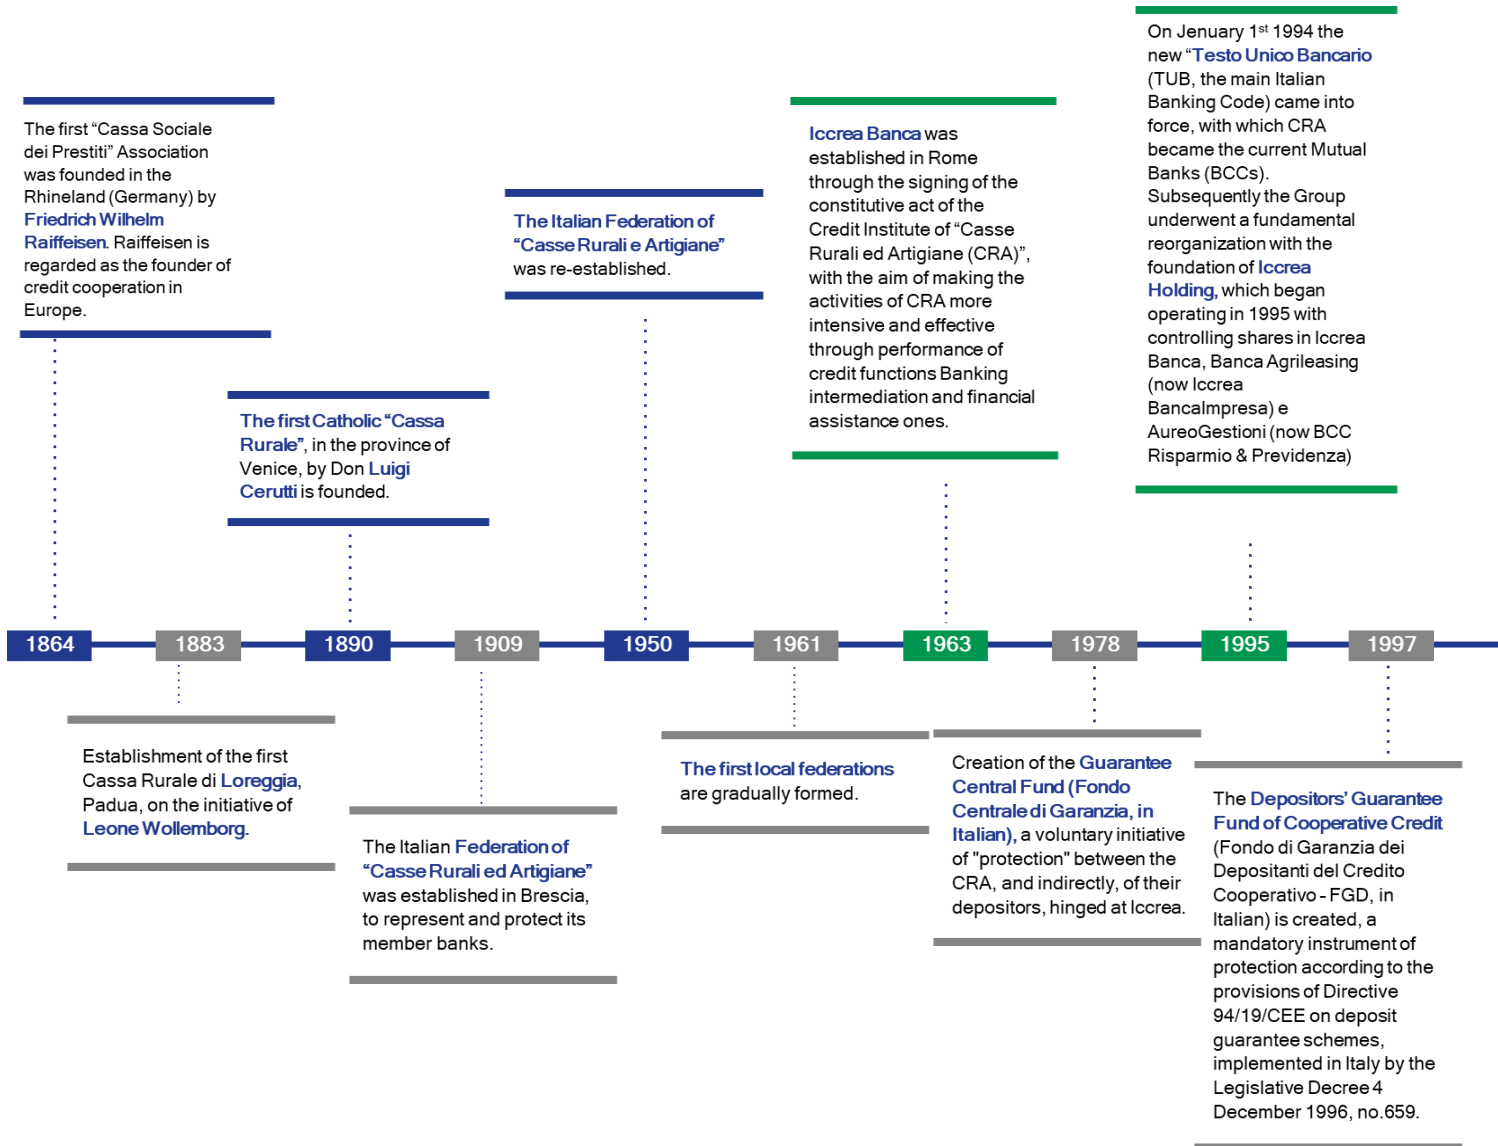 The first “Cassa Sociale
dei Prestiti” Association
was founded in the
Rhineland (Germany) by
Friedrich Wilhelm
Raiffeisen. Raiffeisen is
regarded as the founder of
credit cooperation in
Europe.
The first Catholic “Cassa
Rurale”, in the province of
Venice, by Don Luigi
Cerutti is founded.
The Italian Federation of
“Casse Rurali e Artigiane”
was re-established.
Iccrea Banca was
established in Rome
through the signing of the
constitutive act of the
Credit Institute of “Casse
Rurali ed Artigiane (CRA)”,
with the aim of making the
activities of CRA more
intensive and effective
through performance of
credit functions Banking
intermediation and financial
assistance ones.
On Jenuary 1st 1994 the
new “Testo Unico Bancario
(TUB, the main Italian
Banking Code) came into
force, with which CRA
became the current Mutual
Banks (BCCs).
Subsequently the Group
underwent a fundamental
reorganization with the
foundation of Iccrea
Holding, which began
operating in 1995 with
controlling shares in Iccrea
Banca, Banca Agrileasing
(now Iccrea
BancaImpresa) e
AureoGestioni (now BCC
Risparmio & Previdenza)
1864 1883 1890 1909 1950 1961 1963 1978 1995 1997
Establishment of the first
Cassa Rurale di Loreggia,
Padua, on the initiative of
Leone Wollemborg.
The Italian Federation of
“Casse Rurali ed Artigiane”
was established in Brescia,
to represent and protect its
member banks.
The first local federations
are gradually formed.
Creation of the Guarantee
Central Fund (Fondo
Centrale di Garanzia, in
Italian), a voluntary initiative
of "protection" between the
CRA, and indirectly, of their
depositors, hinged at Iccrea.
The Depositors’ Guarantee
Fund of Cooperative Credit
(Fondo di Garanzia dei
Depositanti del Credito
Cooperativo - FGD, in
Italian) is created, a
mandatory instrument of
protection according to the
provisions of Directive
94/19/CEE on deposit
guarantee schemes,
implemented in Italy by the
Legislative Decree 4
December 1996, no.659.